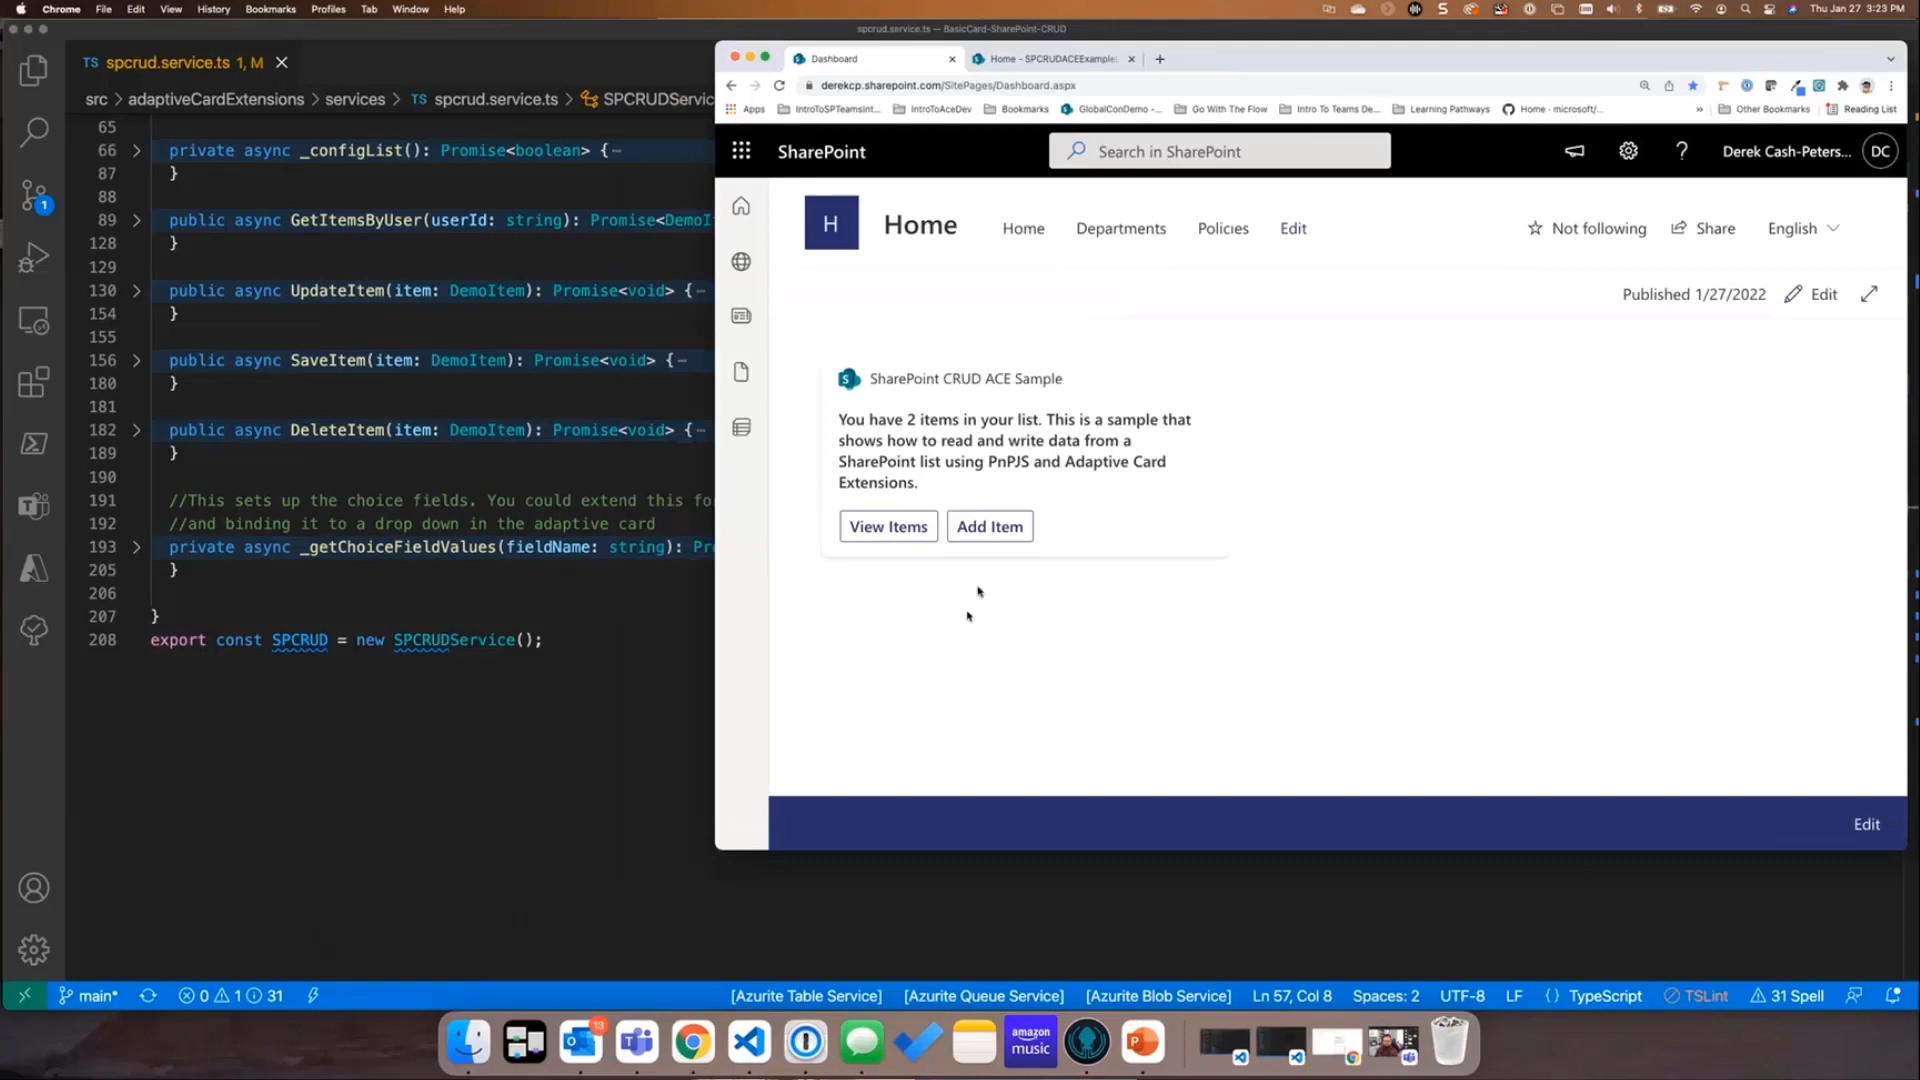 Chrome File Edit View History Bookmarks Profiles Tab Window Help
Thu Jan 27 3:23 PM
spcrud.service.ts — BasicCard-SharePoint-CRUD
TS spcrud.service.ts 1, M
src > adaptiveCardExtensions > services > TS spcrud.service.ts > SPCRUDServic
65
66 private async _configList(): Promise<boolean> {
87 }
88
89 public async GetItemsByUser(userId: string): Promise<DemoI
128 }
129
130 public async UpdateItem(item: DemoItem): Promise<void> {
154 }
155
156 public async SaveItem(item: DemoItem): Promise<void> {
180 }
181
182 public async DeleteItem(item: DemoItem): Promise<void> {
189 }
190
191 //This sets up the choice fields. You could extend this fo
192 //and binding it to a drop down in the adaptive card
193 private async _getChoiceFieldValues(fieldName: string): Pr
205 }
206
207 }
208 export const SPCRUD = new SPCRUDService();
1
Dashboard
Home - SPCRUDACEExample
derekcp.sharepoint.com/SitePages/Dashboard.aspx
Apps IntroToSPTeamsInt... IntroToAceDev Bookmarks GlobalConDemo -... Go With The Flow Intro To Teams De... Learning Pathways Home · microsoft/... » Other Bookmarks Reading List
SharePoint
Search in SharePoint
Derek Cash-Peters...
DC
H
Home
Home Departments Policies Edit
Not following Share English
Published 1/27/2022 Edit
S SharePoint CRUD ACE Sample
You have 2 items in your list. This is a sample that
shows how to read and write data from a
SharePoint list using PnPJS and Adaptive Card
Extensions.
View Items Add Item
Edit
main* 0 1 31
[Azurite Table Service] [Azurite Queue Service] [Azurite Blob Service] Ln 57, Col 8 Spaces: 2 UTF-8 LF {} TypeScript TSLint 31 Spell
13
amazon
music